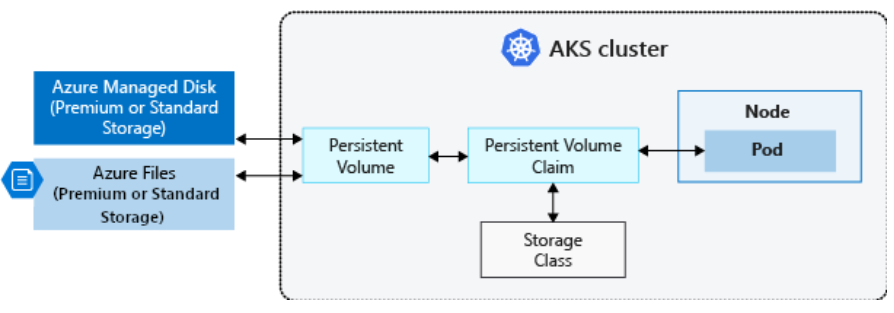 AKS cluster
Azure Managed Disk
(Premium or Standard
Storage)
Azure Files
(Premium or Standard
Storage)
Persistent
Volume
Persistent Volume
Claim
Node
Pod
Storage
Class